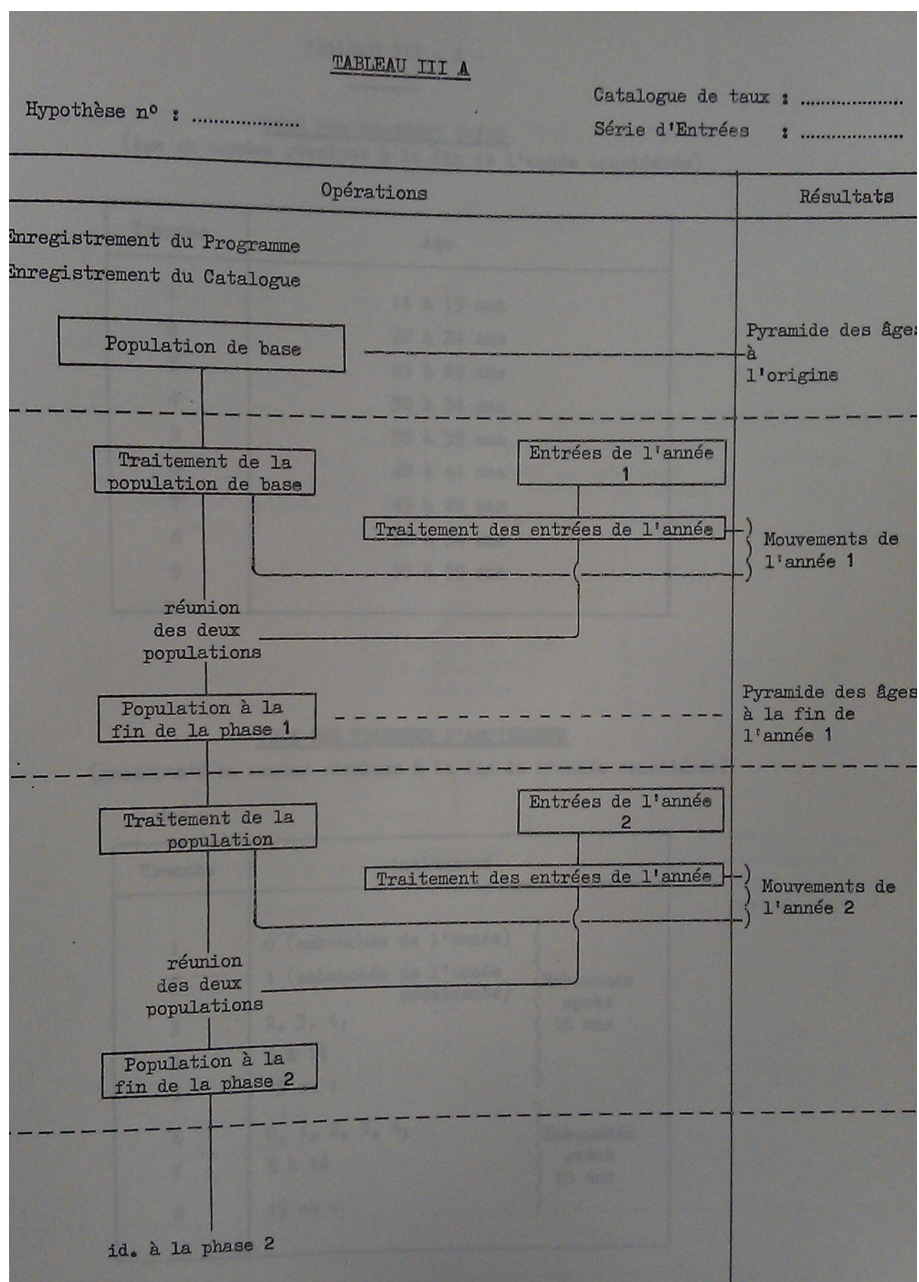 TABLEAU III A
Hypothèse nº : ....................
Catalogue de taux : ...................
Série d'Entrées : ...................
Opérations
Résultats
Enregistrement du Programme
Enregistrement du Catalogue
Population de base
Pyramide des âges
à
l'origine
Traitement de la
population de base
Entrées de l'année
1
Traitement des entrées de l'année
Mouvements de
l'année 1
réunion
des deux
populations
Population à la
fin de la phase 1
Pyramide des âges
à la fin de
l'année 1
Traitement de la
population
Entrées de l'année
2
Traitement des entrées de l'année
Mouvements de
l'année 2
réunion
des deux
populations
Population à la
fin de la phase 2
id. à la phase 2